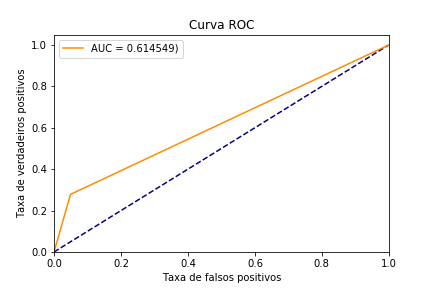 Curva ROC
AUC = 0.614549)
Taxa de verdadeiros positivos
1.0
0.8
0.6
0.4
0.2
0.0
0.0 0.2 0.4 0.6 0.8 1.0
Taxa de falsos positivos